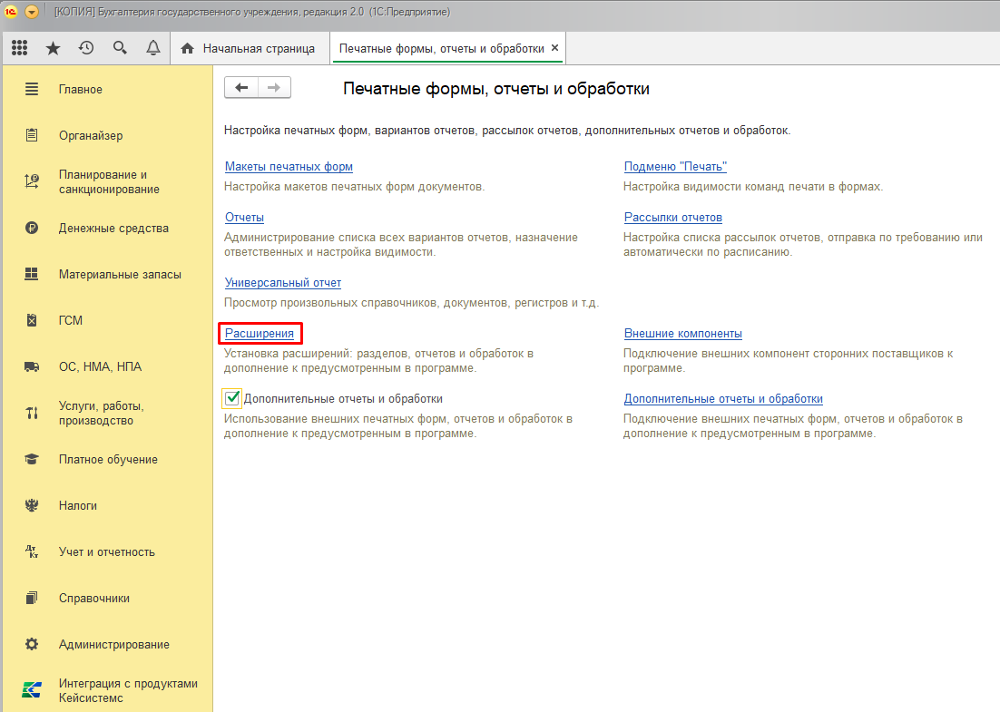 [КОПИЯ] Бухгалтерия государственного учреждения, редакция 2.0 (1С:Предприятие)
Начальная страница
Печатные формы, отчеты и обработки ×
Главное
Органайзер
Планирование и
санкционирование
Денежные средства
Материальные запасы
ГСМ
ОС, НМА, НПА
Услуги, работы,
производство
Платное обучение
Налоги
Дт
Кт
Учет и отчетность
Справочники
Администрирование
Интеграция с продуктами
Кейсистемс
Печатные формы, отчеты и обработки
Настройка печатных форм, вариантов отчетов, рассылок отчетов, дополнительных отчетов и обработок.
Макеты печатных форм
Настройка макетов печатных форм документов.
Подменю "Печать"
Настройка видимости команд печати в формах.
Отчеты
Администрирование списка всех вариантов отчетов, назначение
ответственных и настройка видимости.
Рассылки отчетов
Настройка списка рассылок отчетов, отправка по требованию или
автоматически по расписанию.
Универсальный отчет
Просмотр произвольных справочников, документов, регистров и т.д.
Расширения
Установка расширений: разделов, отчетов и обработок в
дополнение к предусмотренным в программе.
Внешние компоненты
Подключение внешних компонент сторонних поставщиков к
программе.
Дополнительные отчеты и обработки
Использование внешних печатных форм, отчетов и обработок в
дополнение к предусмотренным в программе.
Дополнительные отчеты и обработки
Подключение внешних печатных форм, отчетов и обработок в
дополнение к предусмотренным в программе.